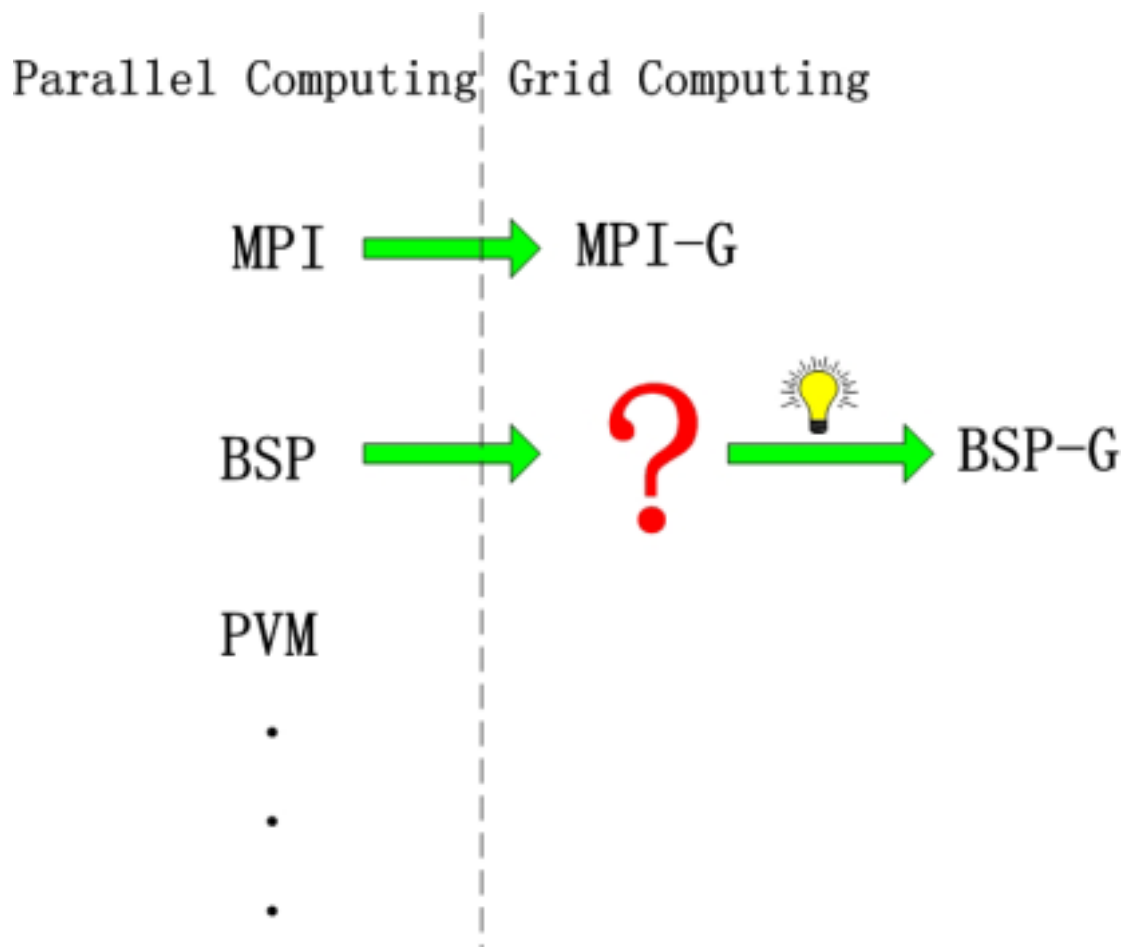 Parallel Computing Grid Computing
MPI MPI-G
BSP ? BSP-G
PVM
.
.
.